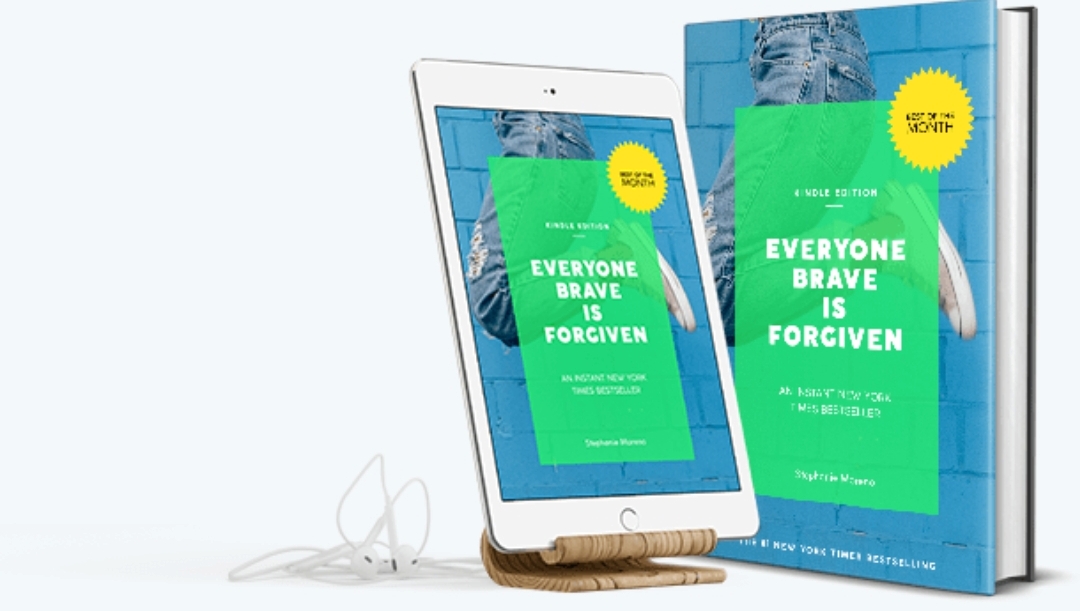 BEST OF THE
MONTH
KINDLE EDITION
EVERYONE
BRAVE
IS
FORGIVEN
AN INSTANT NEW YORK
TIMES BESTSELLER
Stephanie Moreno
BEST OF THE
MONTH
KINDLE EDITION
EVERYONE
BRAVE
IS
FORGIVEN
AN INSTANT NEW YORK
TIMES BESTSELLER
Stephanie Moreno
THE #1 NEW YORK TIMES BESTSELLING